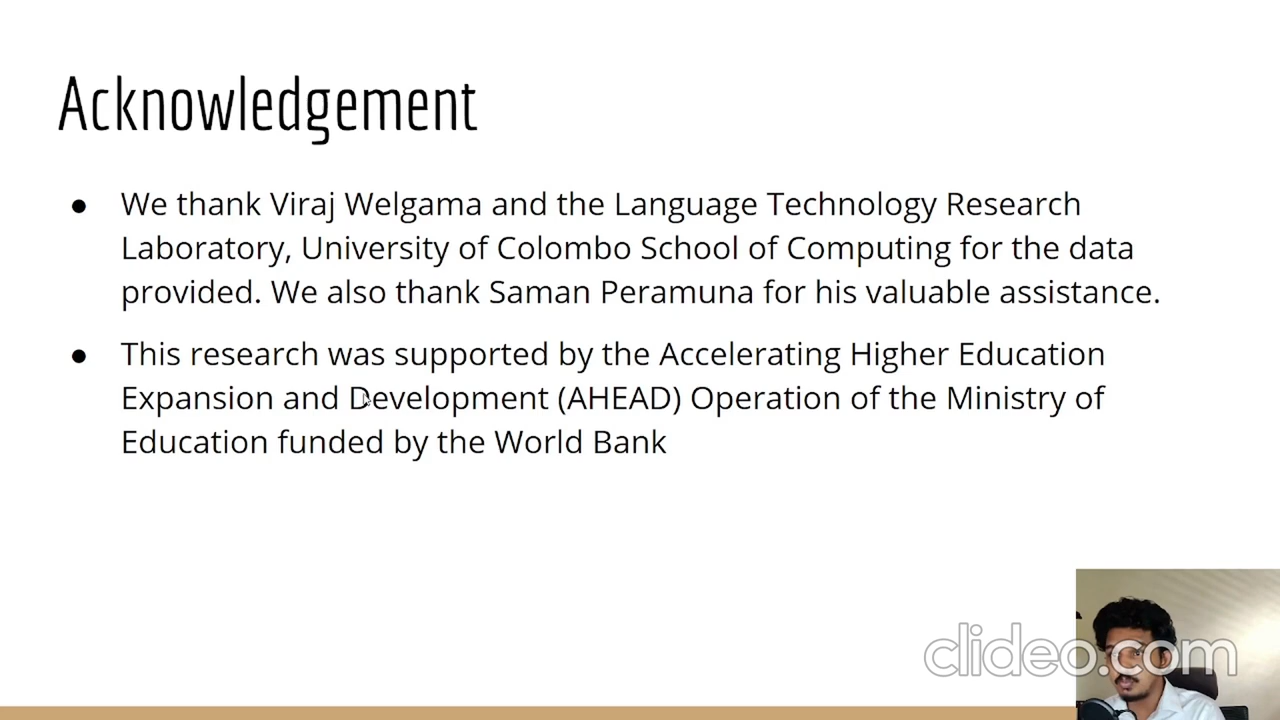 Acknowledgement
● We thank Viraj Welgama and the Language Technology Research
Laboratory, University of Colombo School of Computing for the data
provided. We also thank Saman Peramuna for his valuable assistance.
● This research was supported by the Accelerating Higher Education
Expansion and Development (AHEAD) Operation of the Ministry of
Education funded by the World Bank
clideo.com